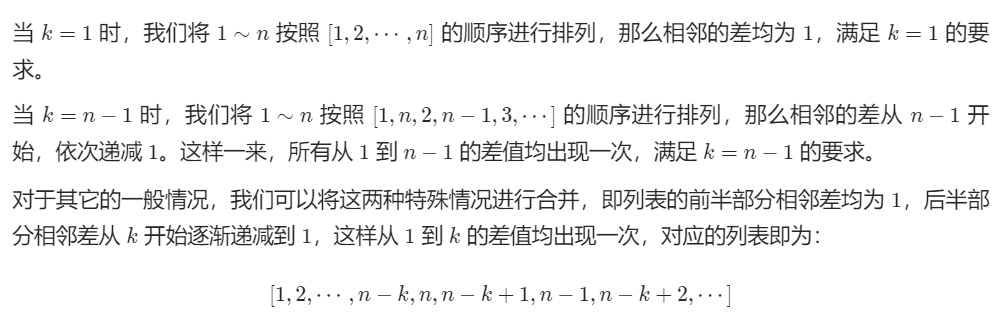 当 k = 1 时，我们将 1 ∼ n 按照 [1, 2, ⋯ , n] 的顺序进行排列，那么相邻的差均为 1，满足 k = 1 的要
求。
当 k = n − 1 时，我们将 1 ∼ n 按照 [1, n, 2, n − 1, 3, ⋯ ] 的顺序进行排列，那么相邻的差从 n − 1 开
始，依次递减 1。这样一来，所有从 1 到 n − 1 的差值均出现一次，满足 k = n − 1 的要求。
对于其它的一般情况，我们可以将这两种特殊情况进行合并，即列表的前半部分相邻差均为 1，后半部
分相邻差从 k 开始逐渐递减到 1，这样从 1 到 k 的差值均出现一次，对应的列表即为：
[1, 2, ⋯ , n − k, n, n − k + 1, n − 1, n − k + 2, ⋯ ]